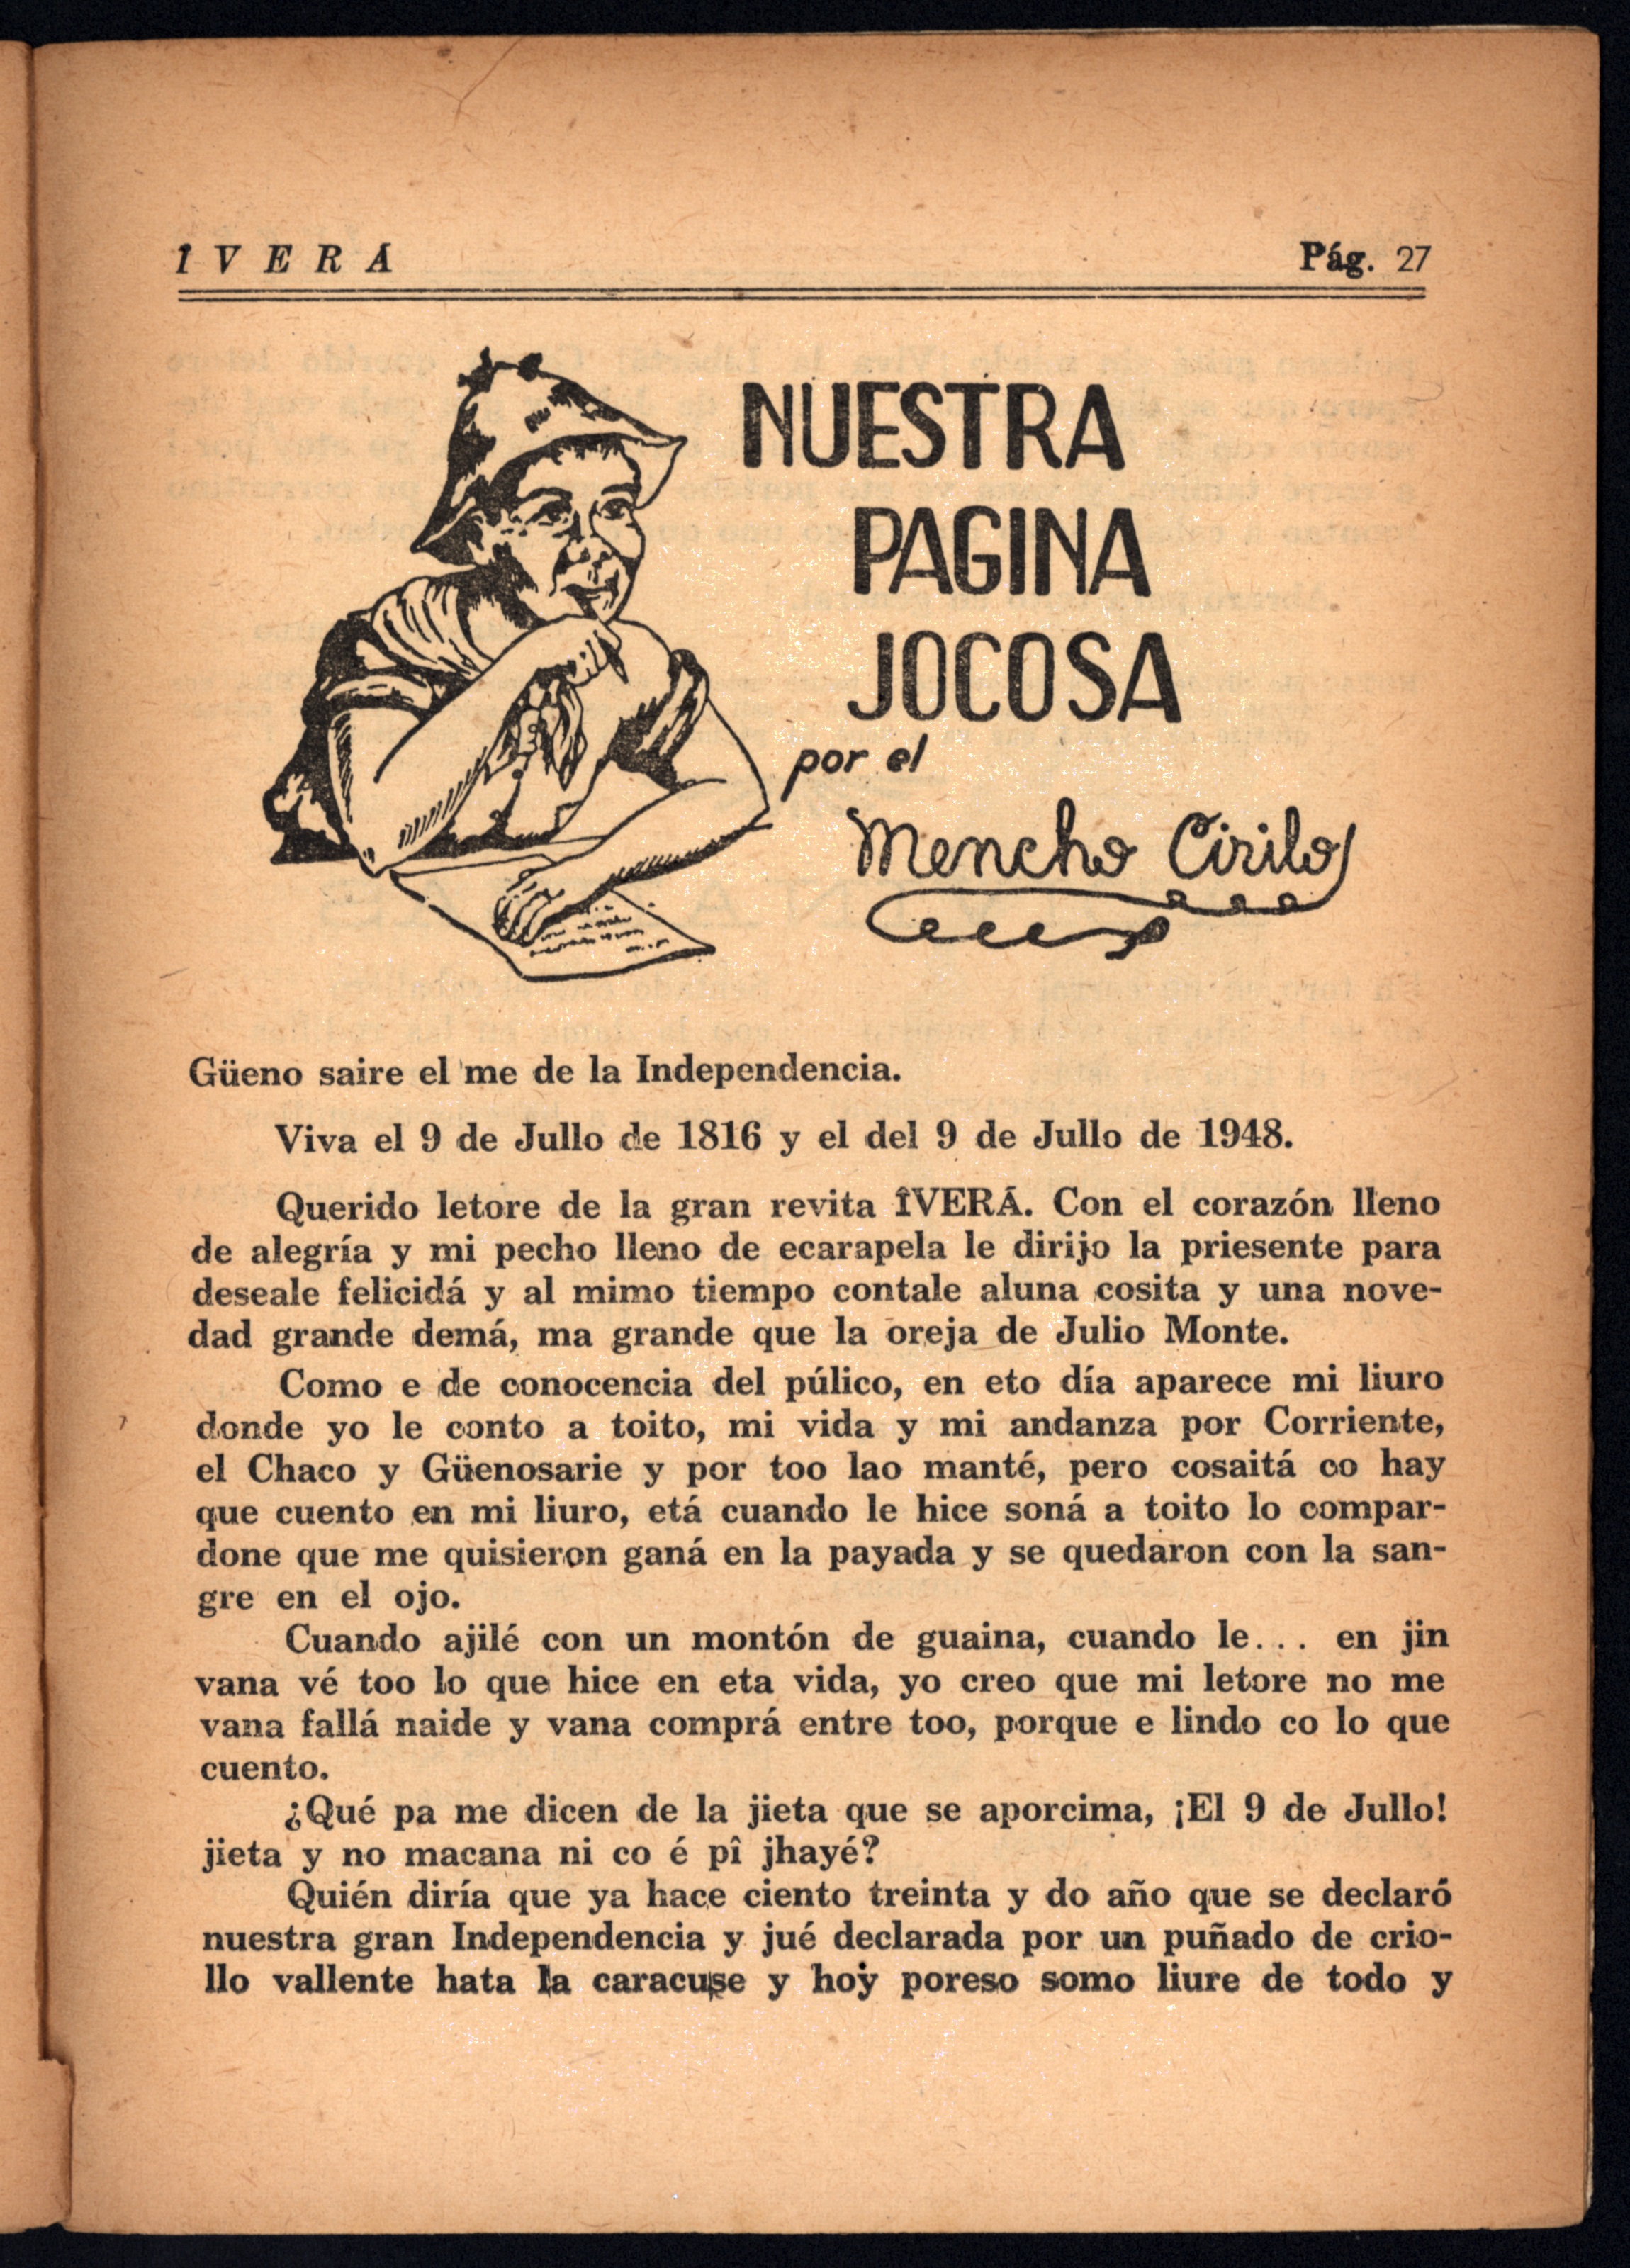 ÎVERÁ Pág. 27
NUESTRA
PAGINA
JOCOSA
por el
Mencho Cirilo
Güeno saire el me de la Independencia.
Viva el 9 de Jullo de 1816 y el del 9 de Jullo de 1948.
Querido letore de la gran revita ÎVERÁ. Con el corazón lleno
de alegría y mi pecho lleno de ecarapela le dirijo la priesente para
deseale felicidá y al mimo tiempo contale aluna cosita y una nove-
dad grande demá, ma grande que la oreja de Julio Monte.
Como e de conocencia del púlico, en eto día aparece mi liuro
donde yo le conto a toito, mi vida y mi andanza por Corriente,
el Chaco y Güenosarie y por too lao manté, pero cosaitá co hay
que cuento en mi liuro, etá cuando le hice soná a toito lo compar-
done que me quisieron ganá en la payada y se quedaron con la san-
gre en el ojo.
Cuando ajilé con un montón de guaina, cuando le... en jin
vana vé too lo que hice en eta vida, yo creo que mi letore no me
vana fallá naide y vana comprá entre too, porque e lindo co lo que
cuento.
¿Qué pa me dicen de la jieta que se aporcima, ¡El 9 de Jullo!
jieta y no macana ni co é pî jhayé?
Quién diría que ya hace ciento treinta y do año que se declaró
nuestra gran Independencia y jué declarada por un puñado de crio-
llo vallente hata la caracuse y hoy poreso somo liure de todo y